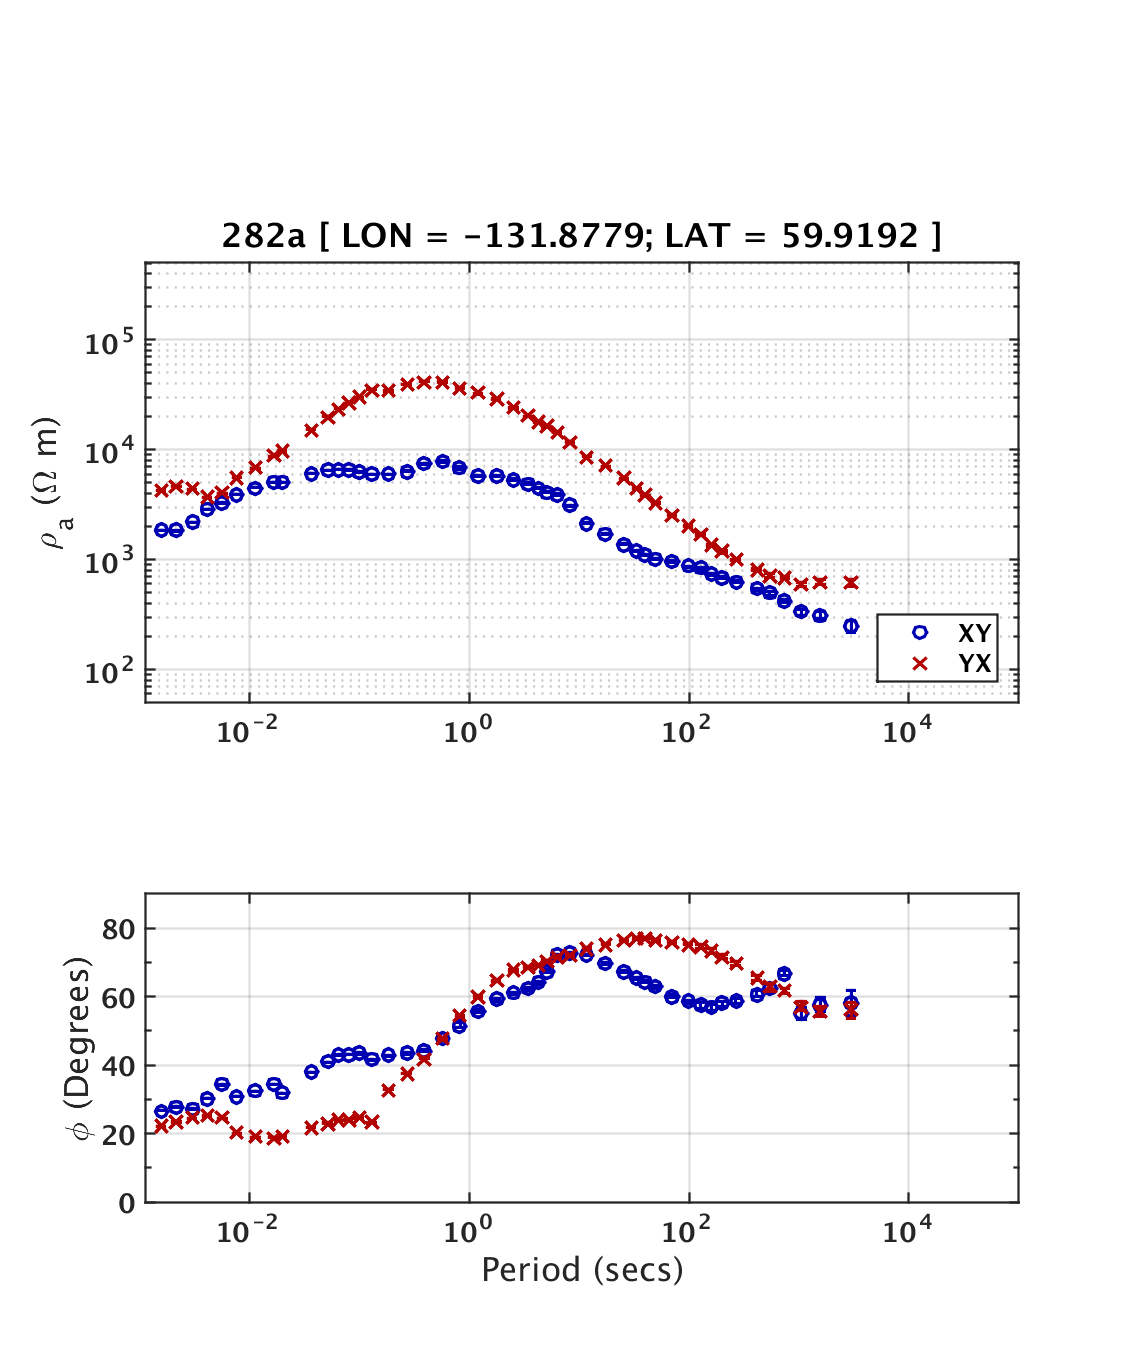 282a [ LON = -131.8779; LAT = 59.9192 ]
10^5
10^4
10^3
10^2
ρ_a (Ω m)
XY
YX
10^-2 10^0 10^2 10^4
80
60
40
20
0
ϕ (Degrees)
10^-2 10^0 10^2 10^4
Period (secs)